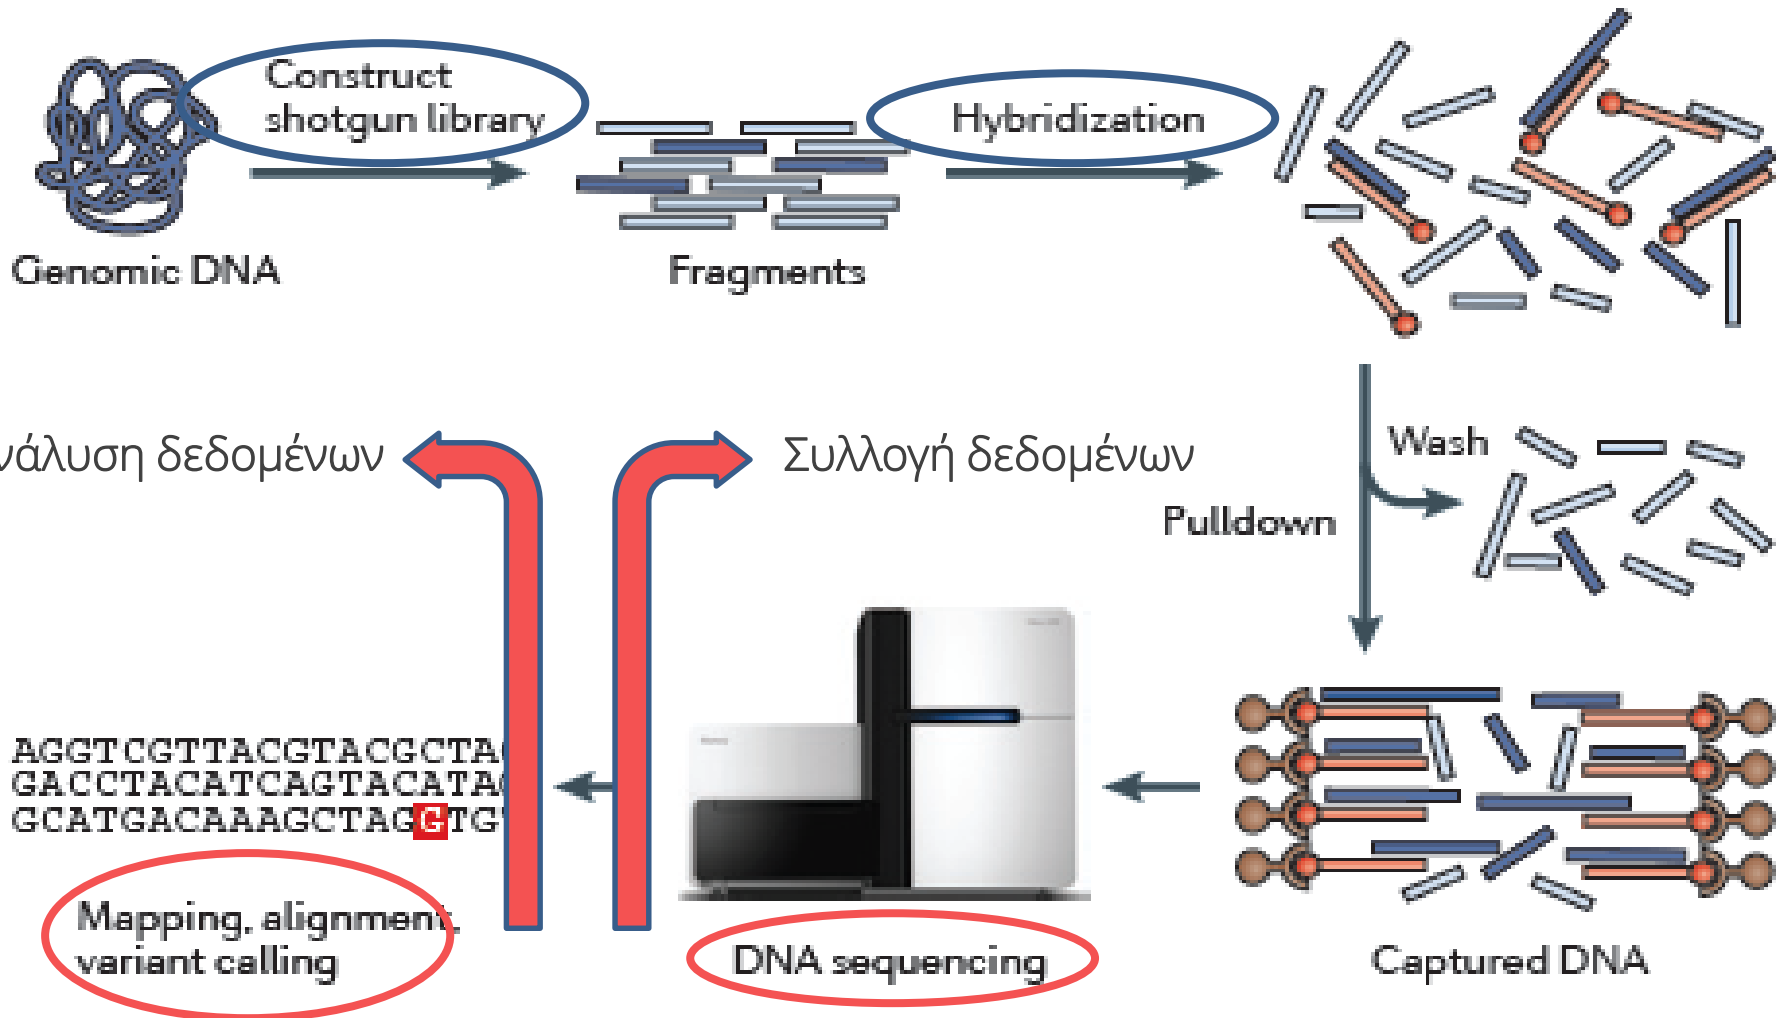 Construct
shotgun library
Hybridization
Genomic DNA
Fragments
νάλυση δεδομένων
Συλλογή δεδομένων
Wash
Pulldown
AGGTCGTTACGTACGCTA
GACCTACATCAGTACATA
GCATGACAAAGCTAGGTG
Mapping, alignment,
variant calling
DNA sequencing
Captured DNA